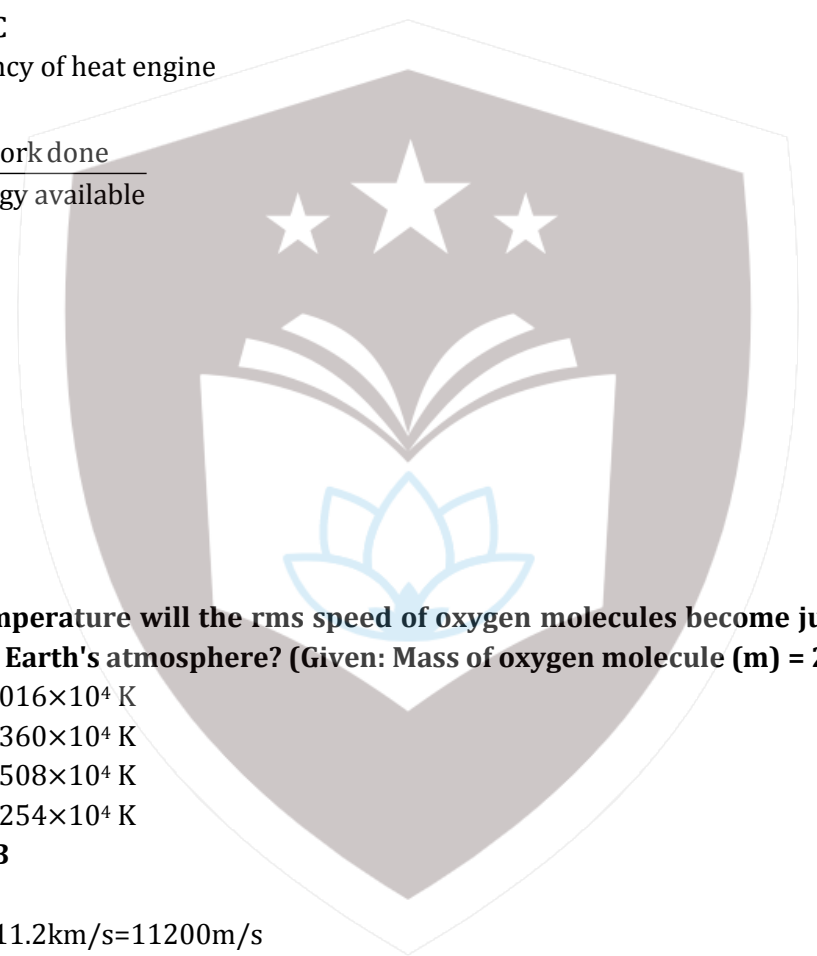 C
ncy of heat engine
ork done
gy available
mperature will the rms speed of oxygen molecules become ju
Earth's atmosphere? (Given: Mass of oxygen molecule (m) = 2
016×10⁴ K
360×10⁴ K
508×10⁴ K
254×10⁴ K
3
11.2km/s=11200m/s